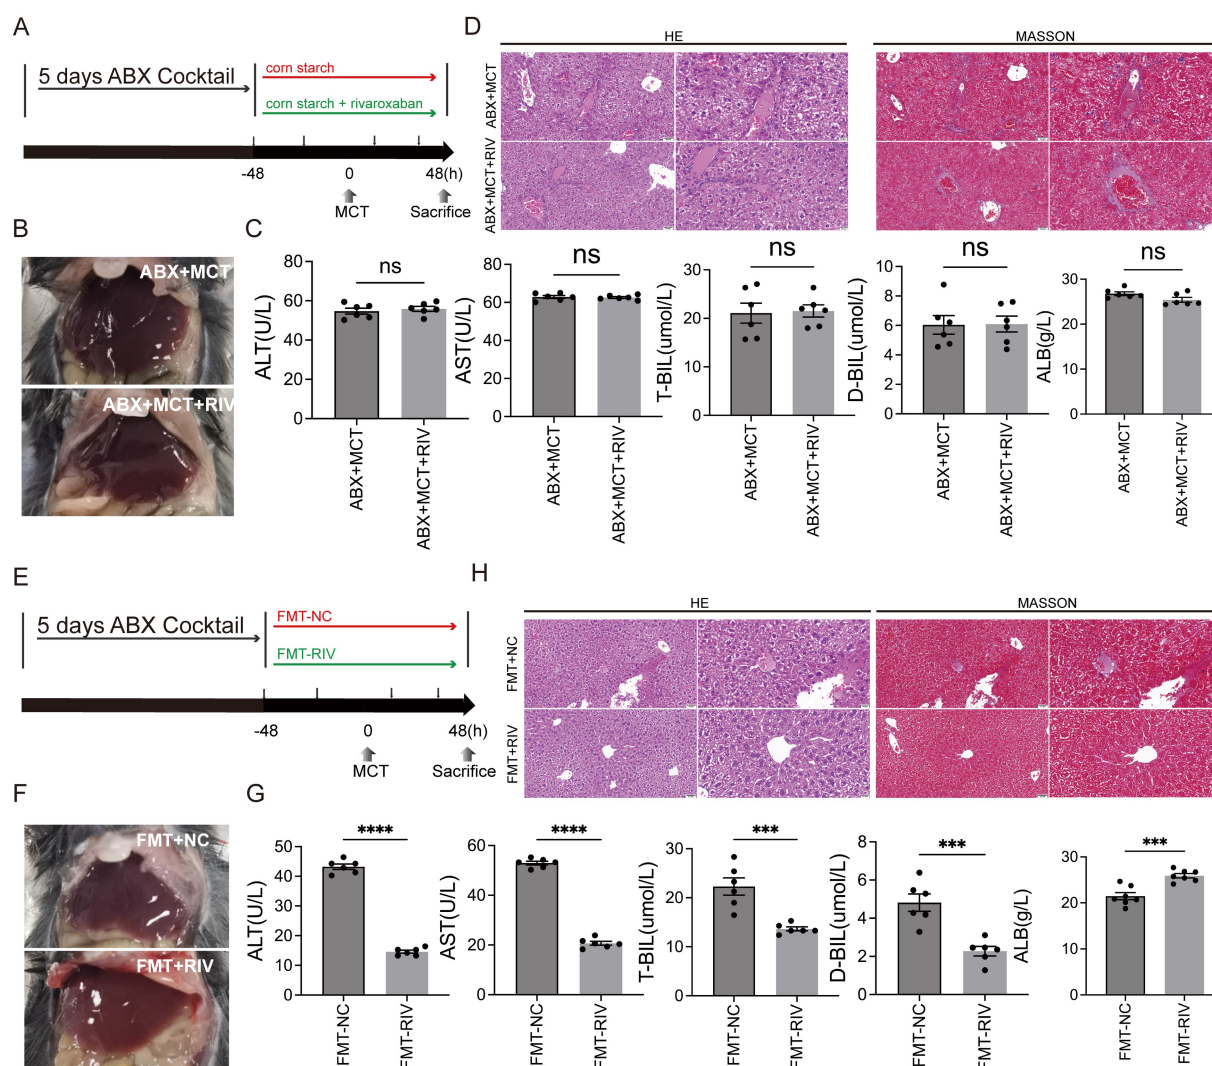 A
5 days ABX Cocktail
corn starch
corn starch + rivaroxaban
-48
0
48(h)
MCT
Sacrifice
B
ABX+MCT
ABX+MCT+RIV
C
ALT(U/L)
80
60
40
20
0
ns
ABX+MCT
ABX+MCT+RIV
AST(U/L)
80
60
40
20
0
ns
ABX+MCT
ABX+MCT+RIV
T-BIL(umol/L)
30
20
10
0
ns
ABX+MCT
ABX+MCT+RIV
D-BIL(umol/L)
10
8
6
4
2
0
ns
ABX+MCT
ABX+MCT+RIV
ALB(g/L)
30
20
10
0
ns
ABX+MCT
ABX+MCT+RIV
D
HE
MASSON
ABX+MCT
ABX+MCT+RIV
E
5 days ABX Cocktail
FMT-NC
FMT-RIV
-48
0
48(h)
MCT
Sacrifice
F
FMT+NC
FMT+RIV
G
ALT(U/L)
50
40
30
20
10
0
****
FMT-NC
FMT-RIV
AST(U/L)
60
40
20
0
****
FMT-NC
FMT-RIV
T-BIL(umol/L)
30
20
10
0
***
FMT-NC
FMT-RIV
D-BIL(umol/L)
8
6
4
2
0
***
FMT-NC
FMT-RIV
ALB(g/L)
30
20
10
0
***
FMT-NC
FMT-RIV
H
HE
MASSON
FMT+NC
FMT+RIV